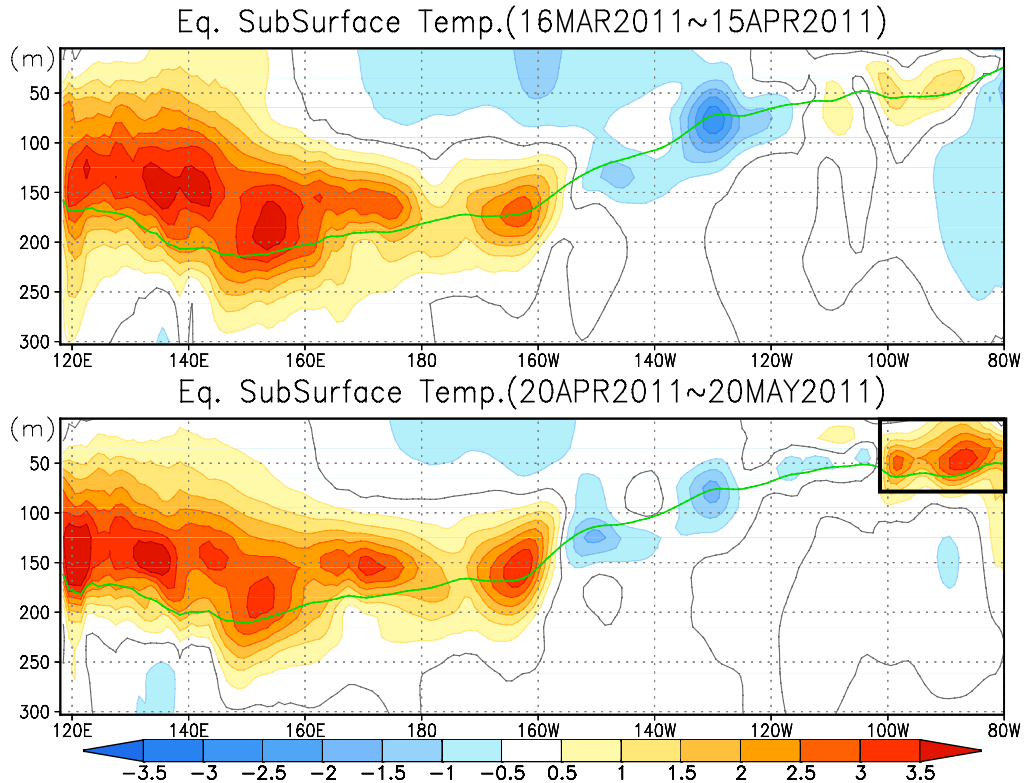 Eq. SubSurface Temp.(16MAR2011~15APR2011)
(m)
50
100
150
200
250
300
120E 140E 160E 180 160W 140W 120W 100W 80W
Eq. SubSurface Temp.(20APR2011~20MAY2011)
(m)
50
100
150
200
250
300
120E 140E 160E 180 160W 140W 120W 100W 80W
-3.5 -3 -2.5 -2 -1.5 -1 -0.5 0.5 1 1.5 2 2.5 3 3.5